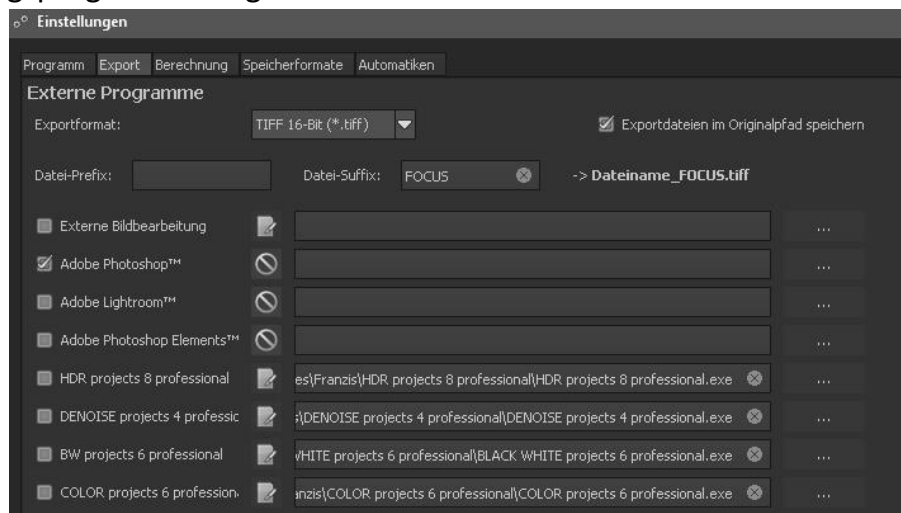 Einstellungen
Programm Export Berechnung Speicherformate Automatiken
Externe Programme
Exportformat: TIFF 16-Bit (*.tiff) Exportdateien im Originalpfad speichern
Datei-Prefix: Datei-Suffix: FOCUS -> Dateiname_FOCUS.tiff
Externe Bildbearbeitung ...
Adobe Photoshop™ ...
Adobe Lightroom™ ...
Adobe Photoshop Elements™ ...
HDR projects 8 professional es\Franzis\HDR projects 8 professional\HDR projects 8 professional.exe ...
DENOISE projects 4 professic s\DENOISE projects 4 professional\DENOISE projects 4 professional.exe ...
BW projects 6 professional WHITE projects 6 professional\BLACK WHITE projects 6 professional.exe ...
COLOR projects 6 profession. anzis\COLOR projects 6 professional\COLOR projects 6 professional.exe ...